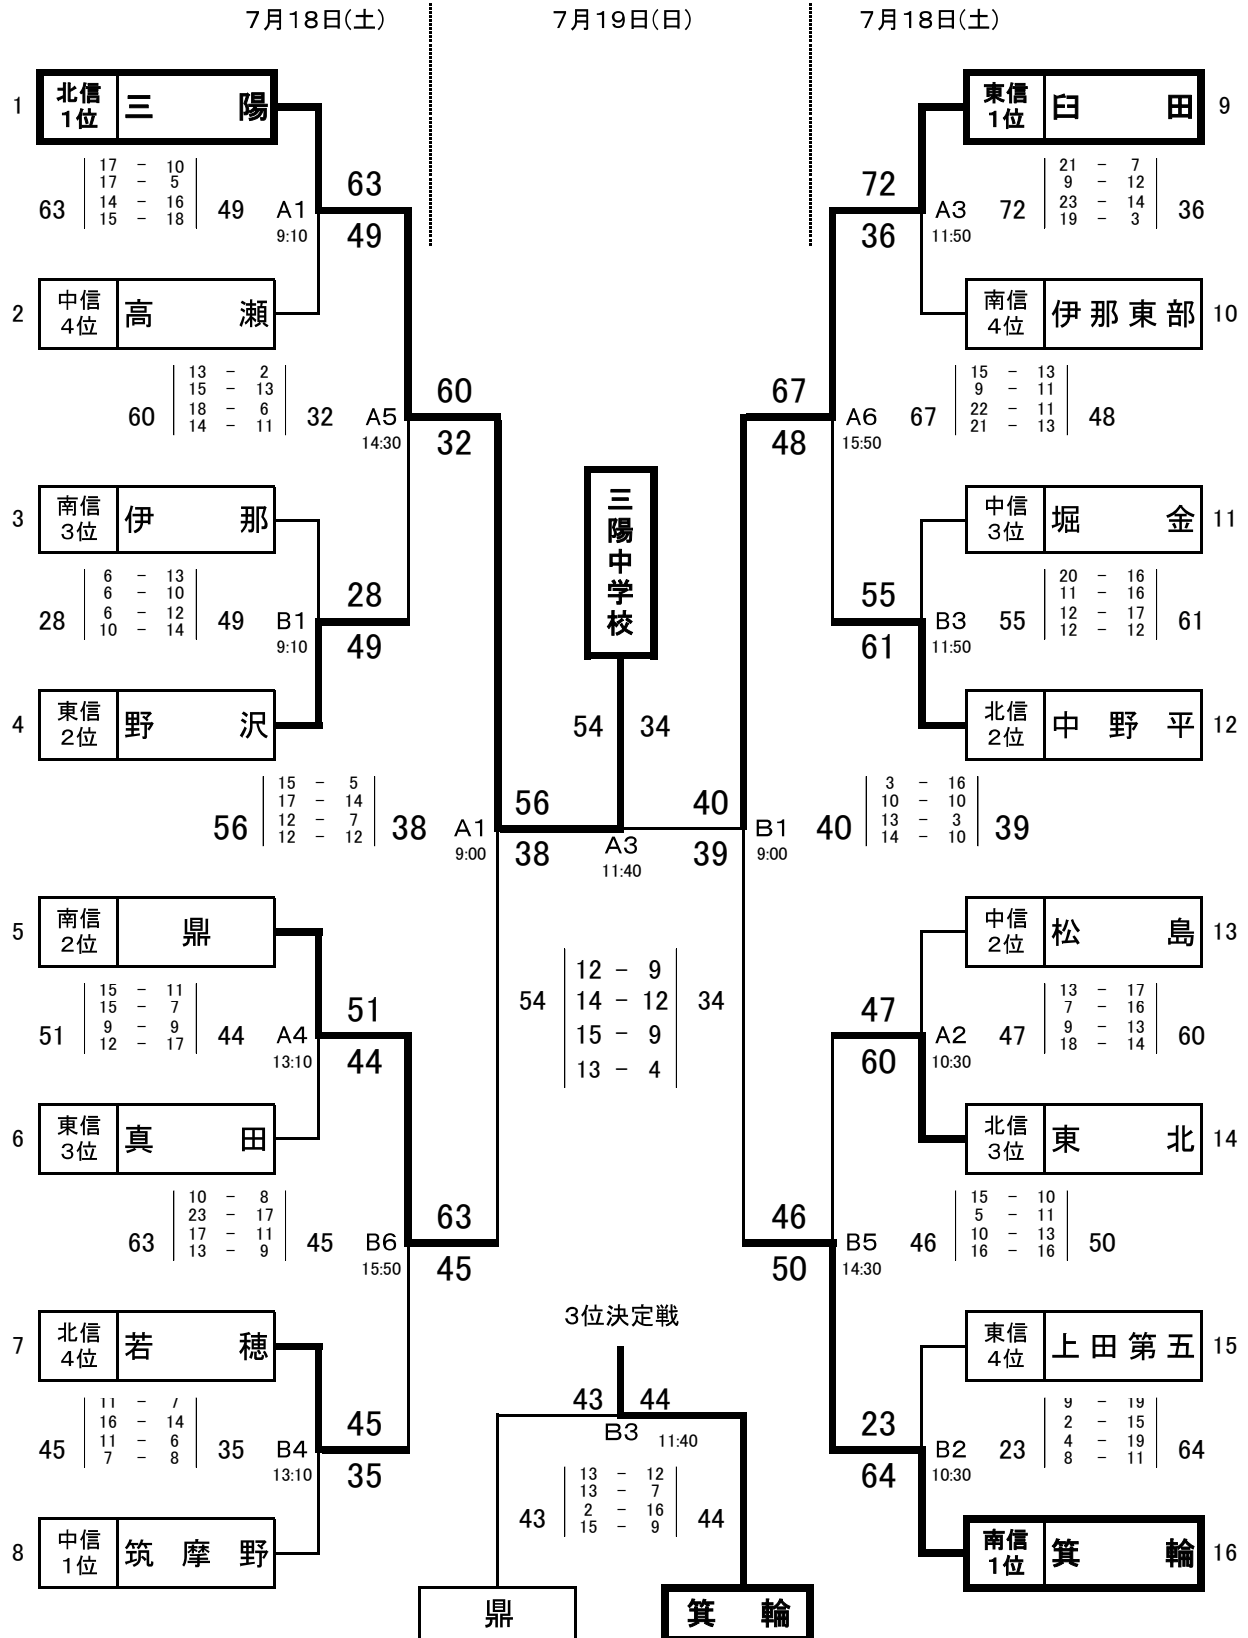 7月18日(土)
7月19日(日)
7月18日(土)
1
北信
1位
三陽
17 － 10
17 － 5
14 － 16
15 － 18
63
49
A1
9:10
63
49
2
中信
4位
高瀬
13 － 2
15 － 13
18 － 6
14 － 11
60
32
A5
14:30
60
32
3
南信
3位
伊那
6 － 13
6 － 10
6 － 12
10 － 14
28
49
B1
9:10
28
49
4
東信
2位
野沢
15 － 5
17 － 14
12 － 7
12 － 12
56
38
A1
9:00
56
38
5
南信
2位
鼎
15 － 11
15 － 7
9 － 9
12 － 17
51
44
A4
13:10
51
44
6
東信
3位
真田
10 － 8
23 － 17
17 － 11
13 － 9
63
45
B6
15:50
63
45
7
北信
4位
若穂
11 － 7
16 － 14
11 － 6
7 － 8
45
35
B4
13:10
45
35
8
中信
1位
筑摩野
三陽中学校
54
34
A3
11:40
12 － 9
14 － 12
15 － 9
13 － 4
54
34
3位決定戦
43
44
B3
11:40
13 － 12
13 － 7
2 － 16
15 － 9
43
44
鼎
箕輪
東信
1位
臼田
9
72
36
A3
11:50
72
21 － 7
9 － 12
23 － 14
19 － 3
36
南信
4位
伊那東部
10
67
48
A6
15:50
67
15 － 13
9 － 11
22 － 11
21 － 13
48
中信
3位
堀金
11
55
61
B3
11:50
55
20 － 16
11 － 16
12 － 17
12 － 12
61
北信
2位
中野平
12
40
39
B1
9:00
40
3 － 16
10 － 10
13 － 3
14 － 10
39
中信
2位
松島
13
47
60
A2
10:30
47
13 － 17
7 － 16
9 － 13
18 － 14
60
北信
3位
東北
14
46
50
B5
14:30
46
15 － 10
5 － 11
10 － 13
16 － 16
50
東信
4位
上田第五
15
23
64
B2
10:30
23
9 － 19
2 － 15
4 － 19
8 － 11
64
南信
1位
箕輪
16